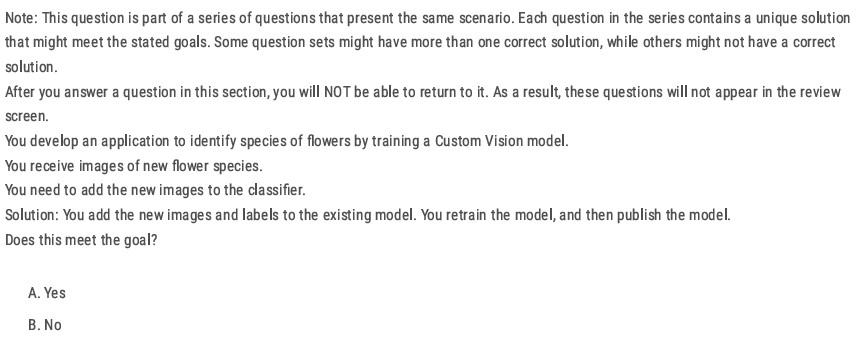 Note: This question is part of a series of questions that present the same scenario. Each question in the series contains a unique solution
that might meet the stated goals. Some question sets might have more than one correct solution, while others might not have a correct
solution.
After you answer a question in this section, you will NOT be able to return to it. As a result, these questions will not appear in the review
screen.
You develop an application to identify species of flowers by training a Custom Vision model.
You receive images of new flower species.
You need to add the new images to the classifier.
Solution: You add the new images and labels to the existing model. You retrain the model, and then publish the model.
Does this meet the goal?
A. Yes
B. No